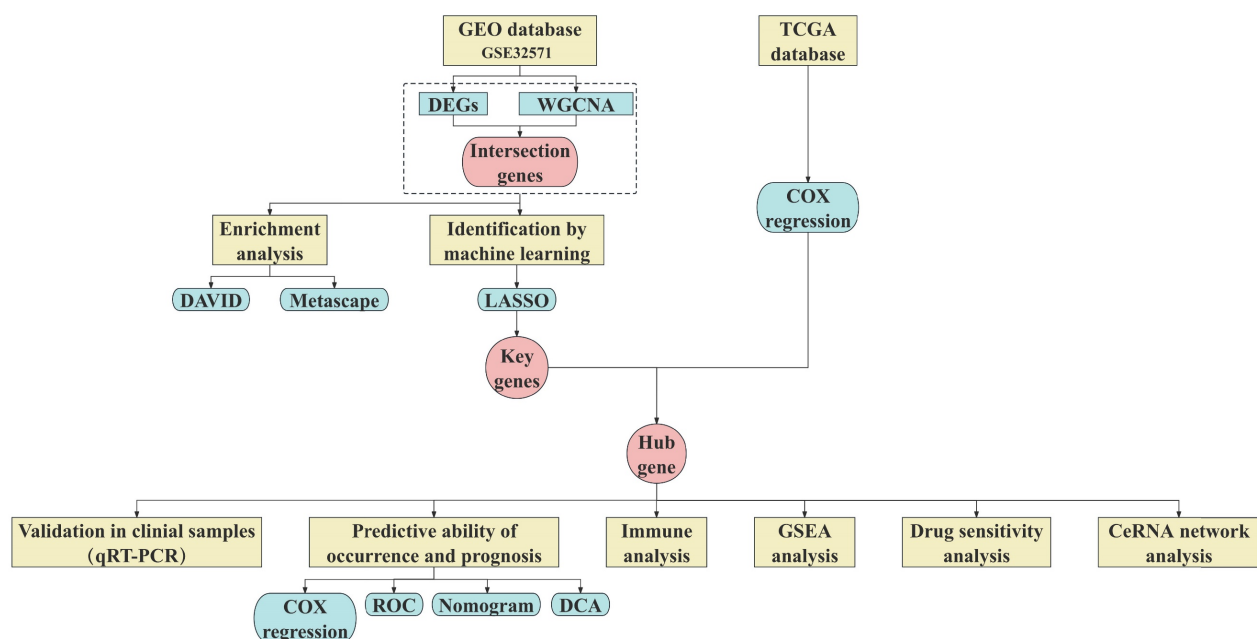 GEO database
GSE32571
TCGA
database
DEGs
WGCNA
Intersection
genes
COX
regression
Enrichment
analysis
Identification by
machine learning
DAVID
Metascape
LASSO
Key
genes
Hub
gene
Validation in clinial samples
(qRT-PCR)
Predictive ability of
occurrence and prognosis
Immune
analysis
GSEA
analysis
Drug sensitivity
analysis
CeRNA network
analysis
COX
regression
ROC
Nomogram
DCA